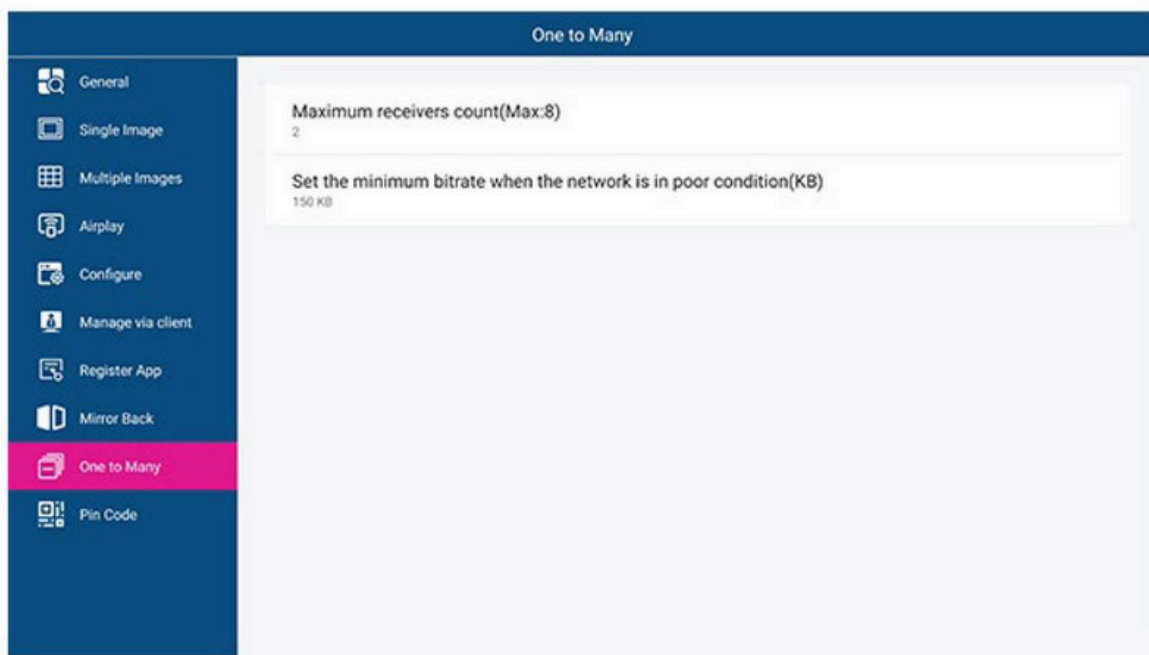 One to Many
General
Single Image
Multiple Images
Airplay
Configure
Manage via client
Register App
Mirror Back
One to Many
Pin Code
Maximum receivers count(Max:8)
2
Set the minimum bitrate when the network is in poor condition(KB)
150 KB